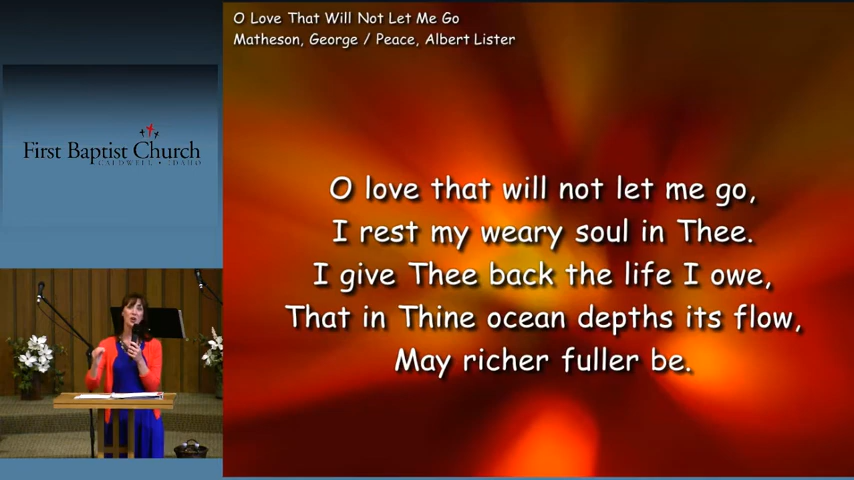 O Love That Will Not Let Me Go
Matheson, George / Peace, Albert Lister
First Baptist Church
CALDWELL • IDAHO
O love that will not let me go,
I rest my weary soul in Thee.
I give Thee back the life I owe,
That in Thine ocean depths its flow,
May richer fuller be.